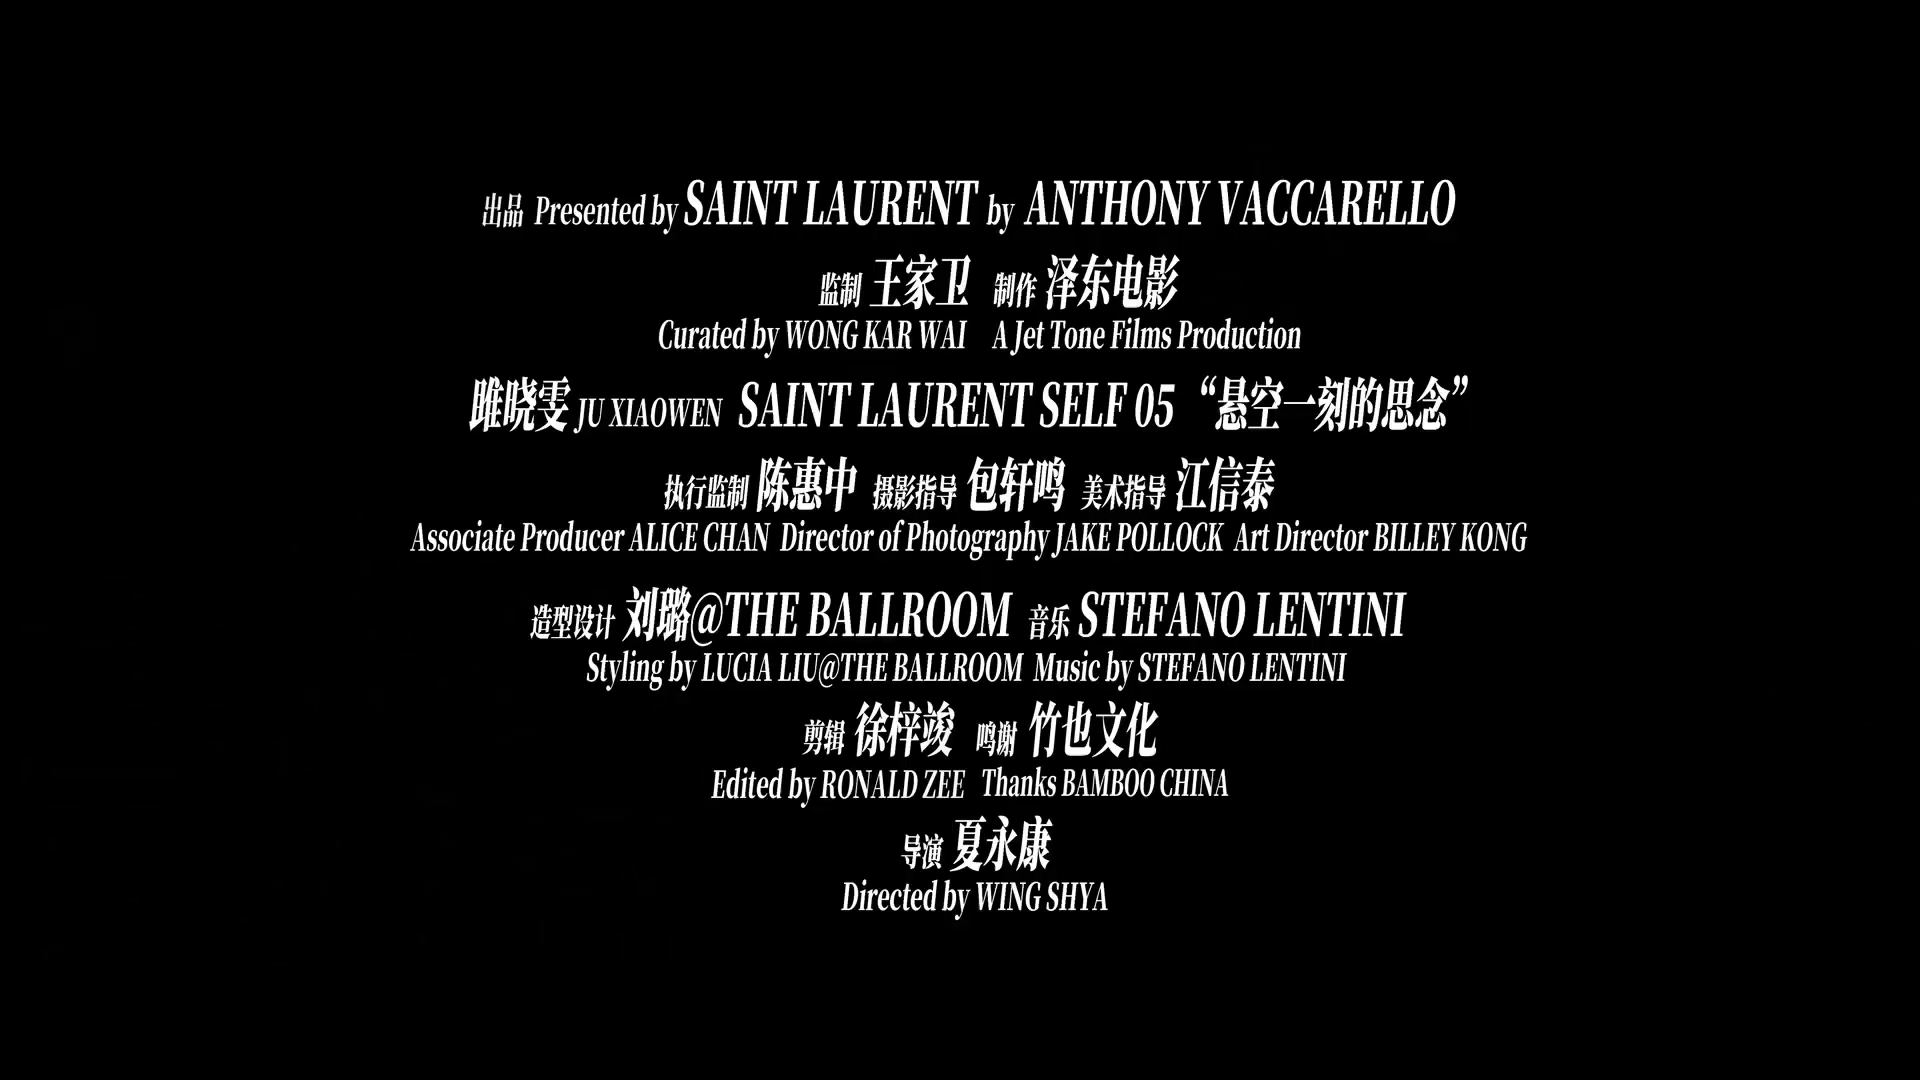 出品 Presented by SAINT LAURENT by ANTHONY VACCARELLO
监制 王家卫 制作 泽东电影
Curated by WONG KAR WAI A Jet Tone Films Production
雎晓雯 JU XIAOWEN SAINT LAURENT SELF 05 “悬空一刻的思念”
执行监制 陈惠中 摄影指导 包轩鸣 美术指导 江信泰
Associate Producer ALICE CHAN Director of Photography JAKE POLLOCK Art Director BILLEY KONG
造型设计 刘璐@THE BALLROOM 音乐 STEFANO LENTINI
Styling by LUCIA LIU@THE BALLROOM Music by STEFANO LENTINI
剪辑 徐梓竣 鸣谢 竹也文化
Edited by RONALD ZEE Thanks BAMBOO CHINA
导演 夏永康
Directed by WING SHYA